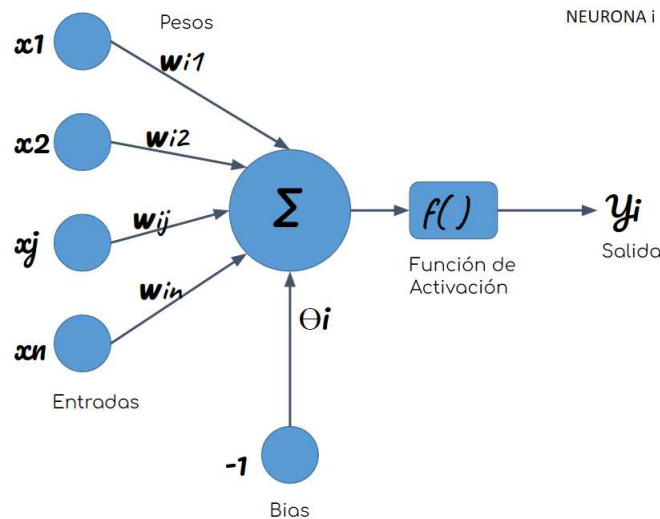 NEURONA i
Pesos
x1
wi1
x2
wi2
Σ
f()
yi
xj
wij
Salida
Función de
Activación
win
xn
Θi
Entradas
-1
Bias